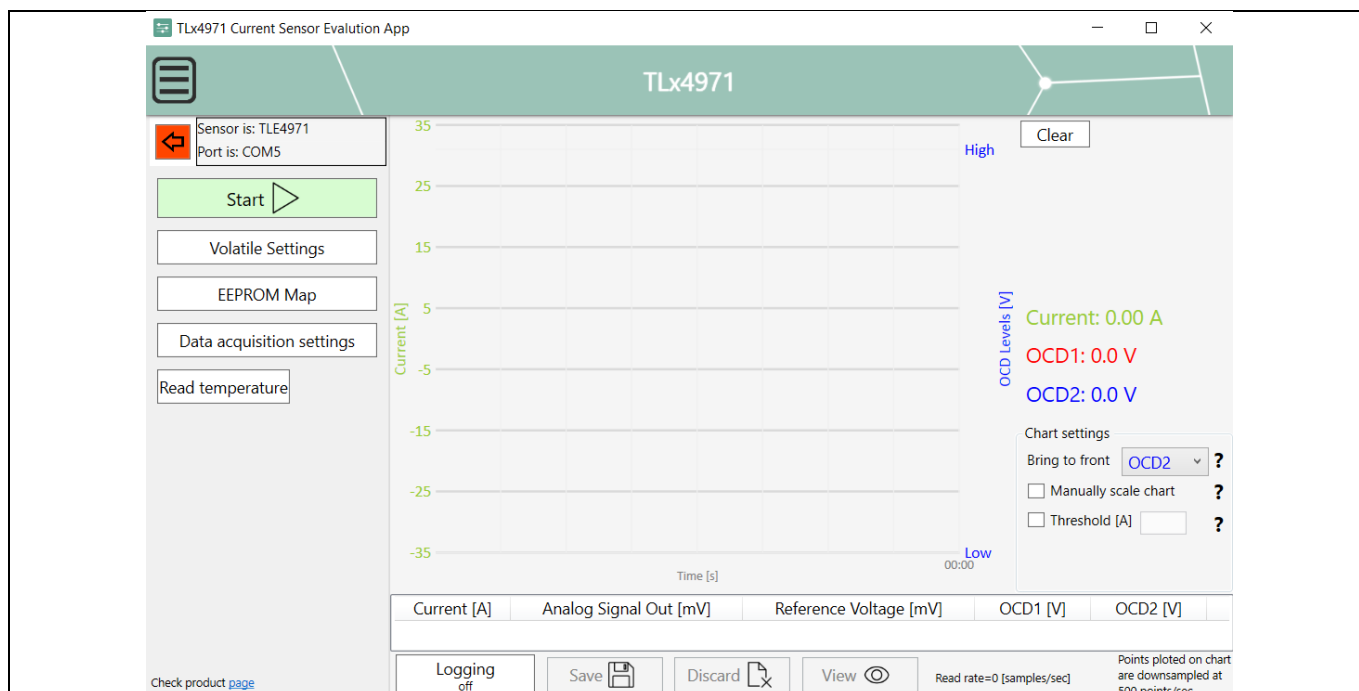 TLx4971 Current Sensor Evalution App
TLx4971
Sensor is: TLE4971
Port is: COM5
Start
Volatile Settings
EEPROM Map
Data acquisition settings
Read temperature
Check product page
35
25
15
5
-5
-15
-25
-35
Current [A]
Time [s]
00:00
High
Low
OCD Levels [V]
Clear
Current: 0.00 A
OCD1: 0.0 V
OCD2: 0.0 V
Chart settings
Bring to front OCD2 ?
Manually scale chart ?
Threshold [A] ?
Current [A] Analog Signal Out [mV] Reference Voltage [mV] OCD1 [V] OCD2 [V]
Logging
off
Save
Discard
View
Read rate=0 [samples/sec]
Points ploted on chart
are downsampled at
500 points/sec